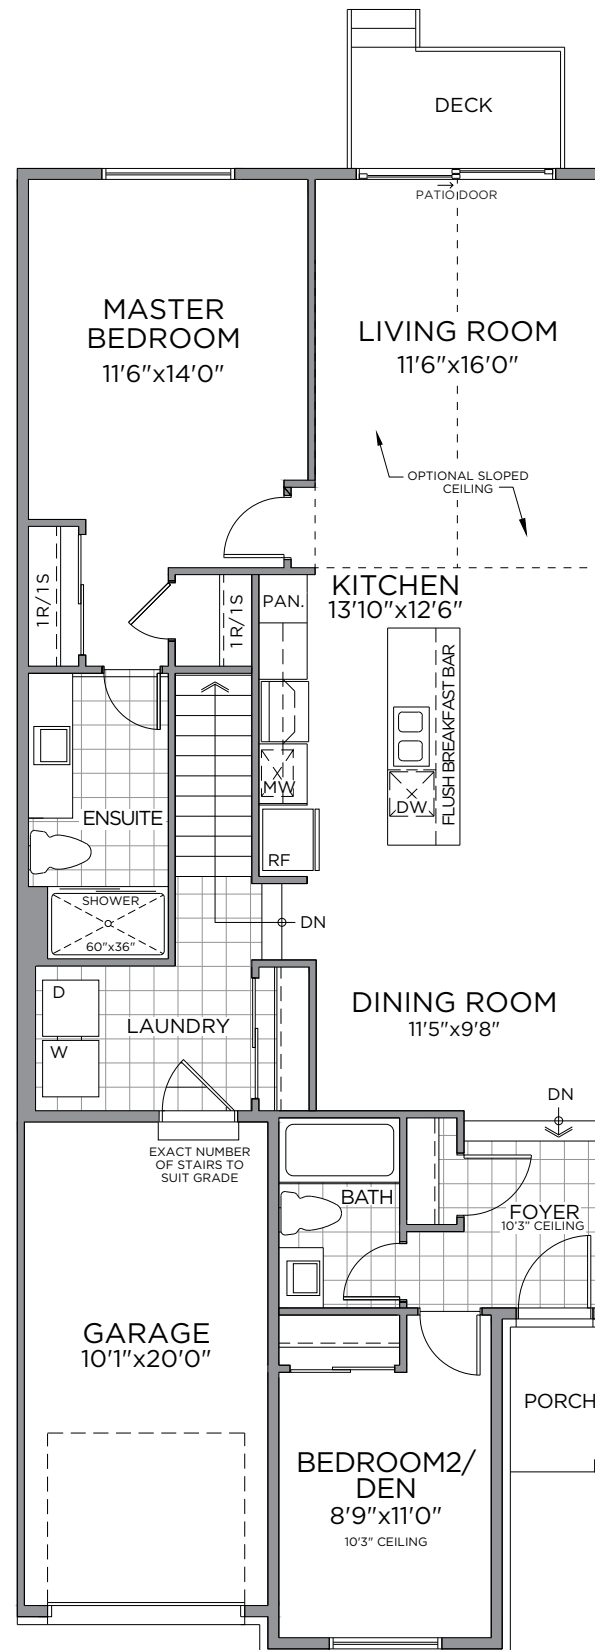 DECK
PATIO DOOR
MASTER
BEDROOM
11'6"x14'0"
LIVING ROOM
11'6"x16'0"
OPTIONAL SLOPED
CEILING
1R/1S
1R/1S
PAN.
KITCHEN
13'10"x12'6"
FLUSH BREAKFAST BAR
MW
DW
RF
ENSUITE
SHOWER
60"x36"
DN
D
W
LAUNDRY
DINING ROOM
11'5"x9'8"
DN
EXACT NUMBER
OF STAIRS TO
SUIT GRADE
BATH
FOYER
10'3" CEILING
GARAGE
10'1"x20'0"
PORCH
BEDROOM2/
DEN
8'9"x11'0"
10'3" CEILING